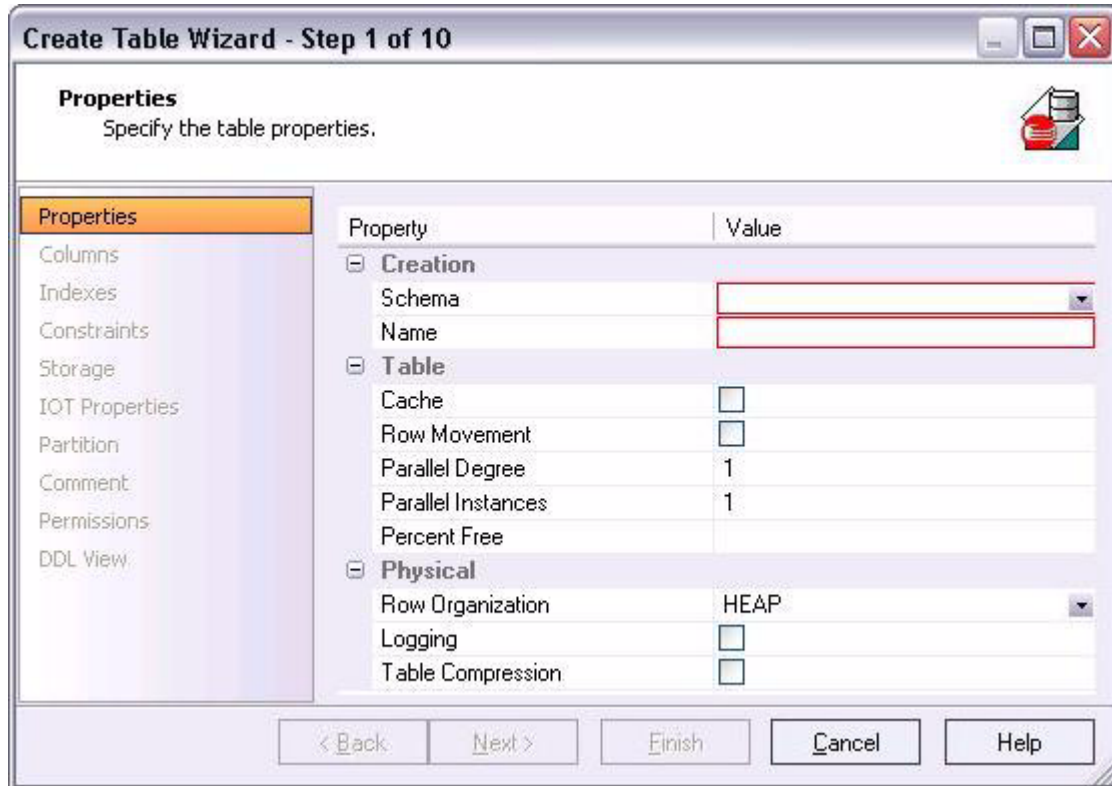 Create Table Wizard - Step 1 of 10
Properties
Specify the table properties.
Properties
Columns
Indexes
Constraints
Storage
IOT Properties
Partition
Comment
Permissions
DDL View
Property Value
Creation
Schema
Name
Table
Cache
Row Movement
Parallel Degree 1
Parallel Instances 1
Percent Free
Physical
Row Organization HEAP
Logging
Table Compression
< Back Next > Finish Cancel Help